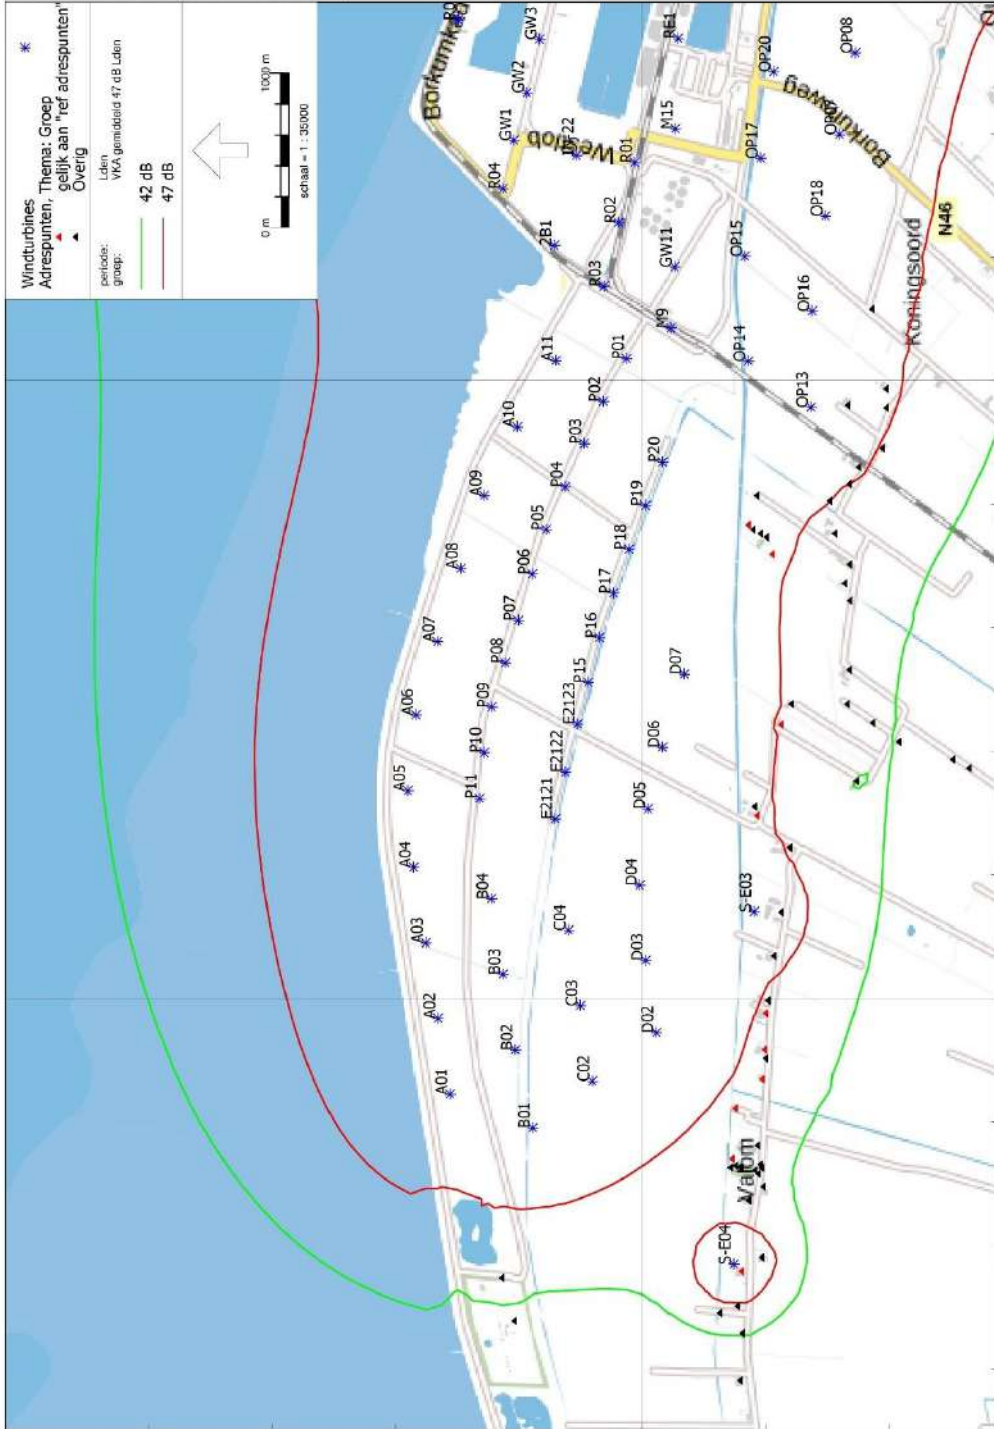 Windturbines
Adrespunten, Thema: Groep
gelijk aan "ref adrespunten"
Overig
periode: Lden
groep: VKA gemiddeld 47 dB Lden
42 dB
47 dB
0 m 1000 m
schaal = 1 : 35000
Borkumka
GW3
RE1
OP08
OP20
GW2
M15
Borkumweg
GW1
R01
OP17
R04
R02
OP18
N46
2B1
GW11
OP15
Koningsoord
R03
M9
OP16
A11
P01
OP14
P02
OP13
A10
P03
P20
A09
P04
P19
P05
P18
A08
P06
P17
A07
P07
P16
P08
P15
D07
A06
P09
E2123
D06
P10
E2122
A05
P11
E2121
D05
A04
B04
D04
S-E03
A03
C04
B03
D03
A02
C03
D02
B02
A01
C02
B01
Valom
S-E04